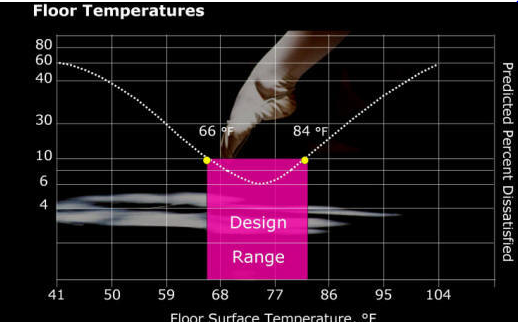 Floor Temperatures
80
60
40
30
10
6
4
66 °F
84 °F
Design
Range
41 50 59 68 77 86 95 104
Floor Surface Temperature, °F
Predicted Percent Dissatisfied